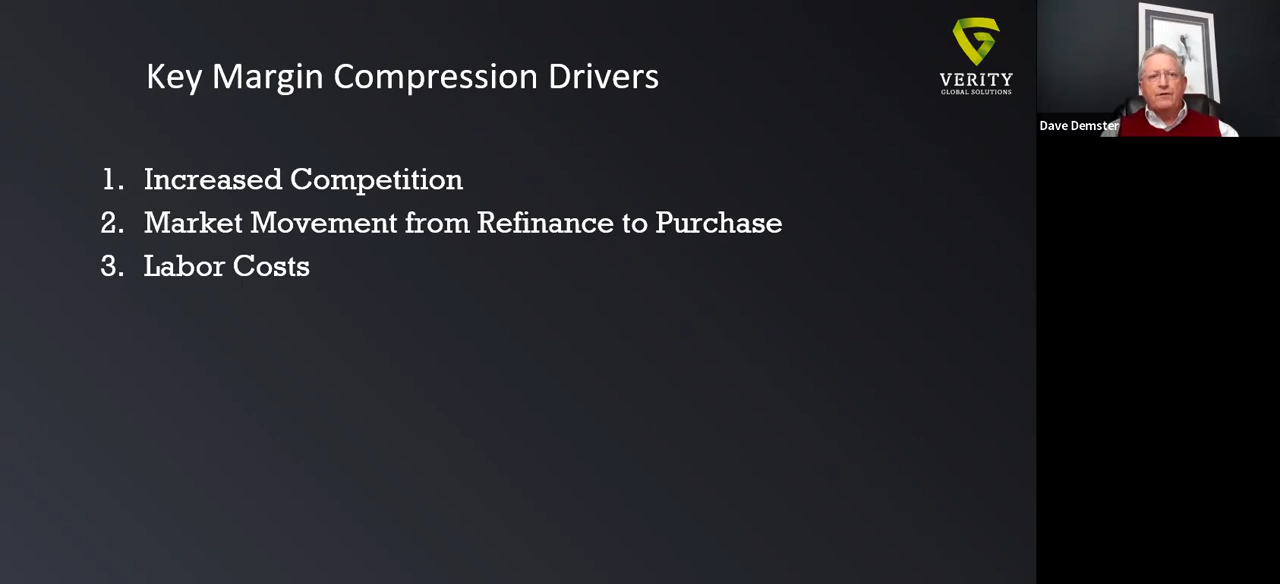 Key Margin Compression Drivers
VERITY
GLOBAL SOLUTIONS
Dave Demster
1. Increased Competition
2. Market Movement from Refinance to Purchase
3. Labor Costs